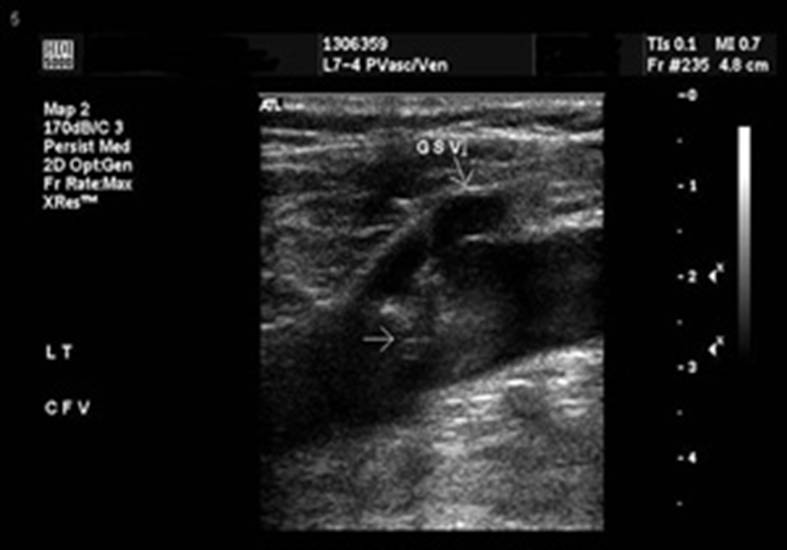 6
1306359
L7-4 PVasc/Ven
TIs 0.1 MI 0.7
Fr #235 4.8 cm
Map 2
170dB/C 3
Persist Med
2D Opt:Gen
Fr Rate:Max
XRes™
ATL
GSV
LT
CFV
-0
-1
-2
x
x
-3
-4